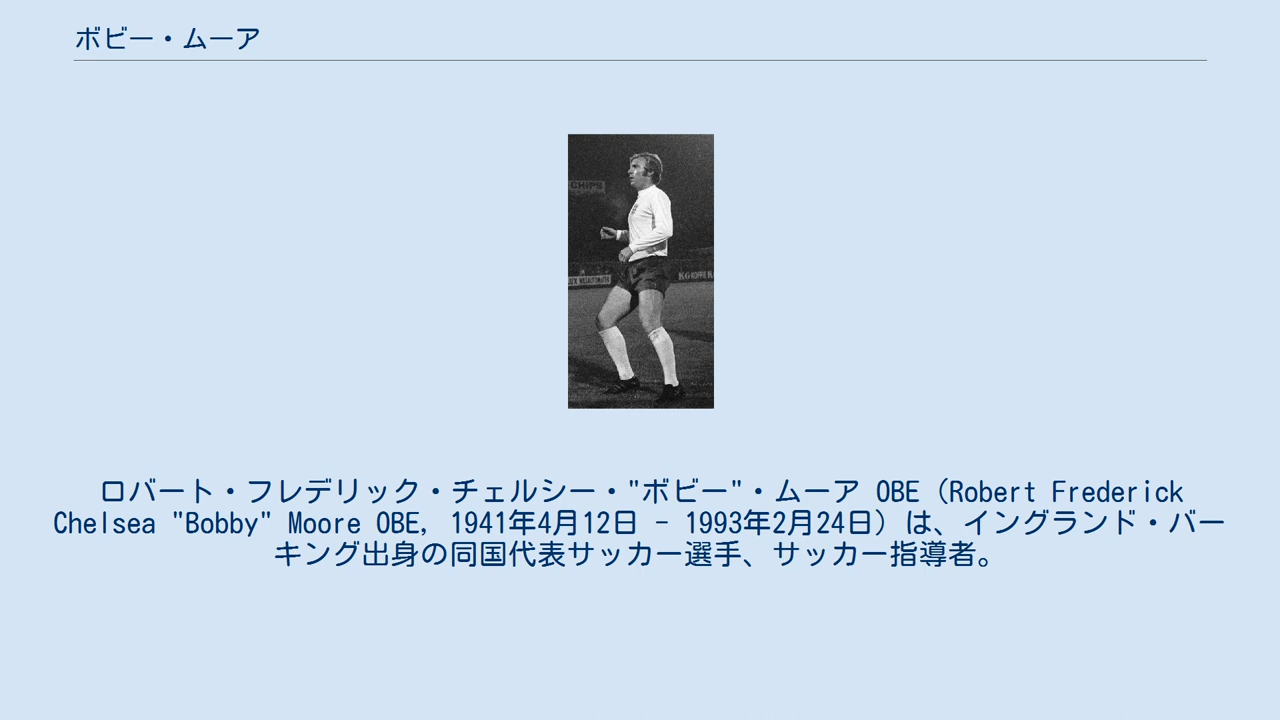 ボビー・ムーア
CHIPS
KG KOFFIE K
ロバート・フレデリック・チェルシー・"ボビー"・ムーア OBE（Robert Frederick
Chelsea "Bobby" Moore OBE, 1941年4月12日 - 1993年2月24日）は、イングランド・バー
キング出身の同国代表サッカー選手、サッカー指導者。